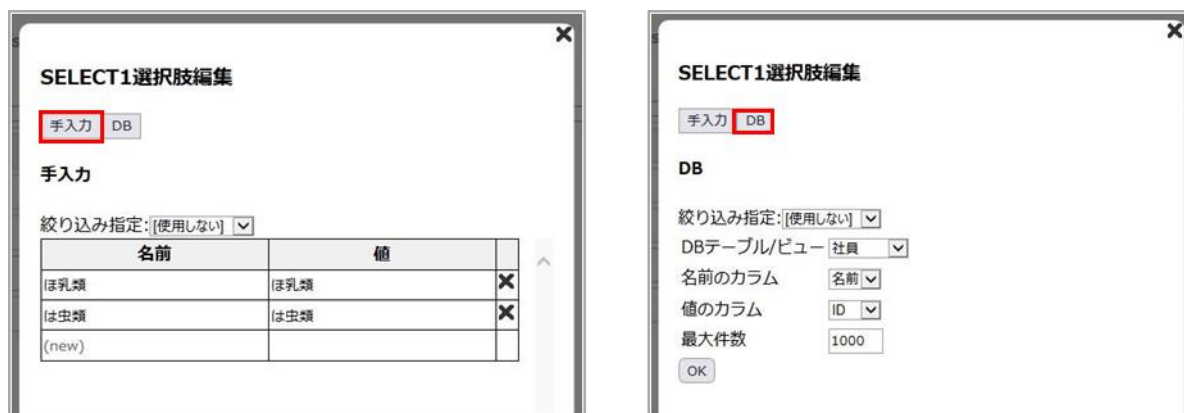 SELECT1選択肢編集
手入力 DB
手入力
絞り込み指定:[使用しない]
名前 値
ほ乳類 ほ乳類
は虫類 は虫類
(new)
SELECT1選択肢編集
手入力 DB
DB
絞り込み指定:[使用しない]
DBテーブル/ビュー 社員
名前のカラム 名前
値のカラム ID
最大件数 1000
OK